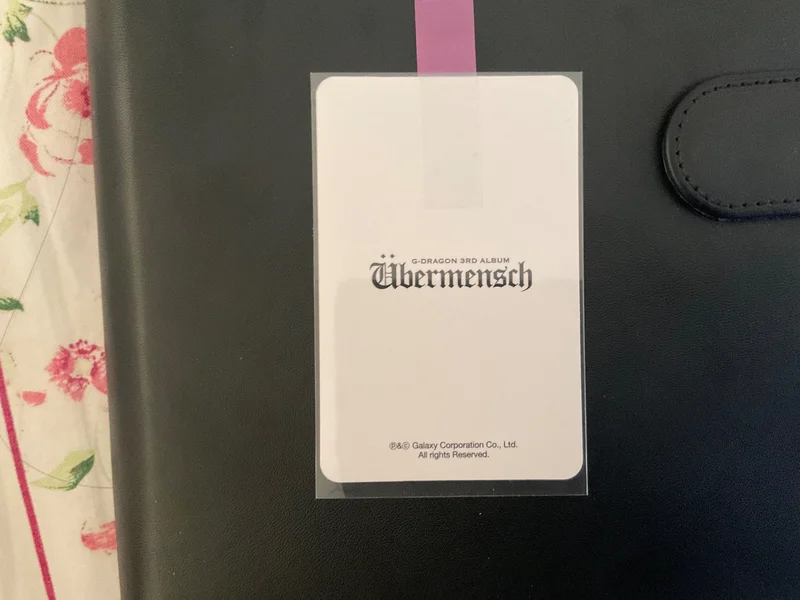 G-DRAGON 3RD ALBUM
Übermensch
℗&© Galaxy Corporation Co., Ltd.
All rights Reserved.